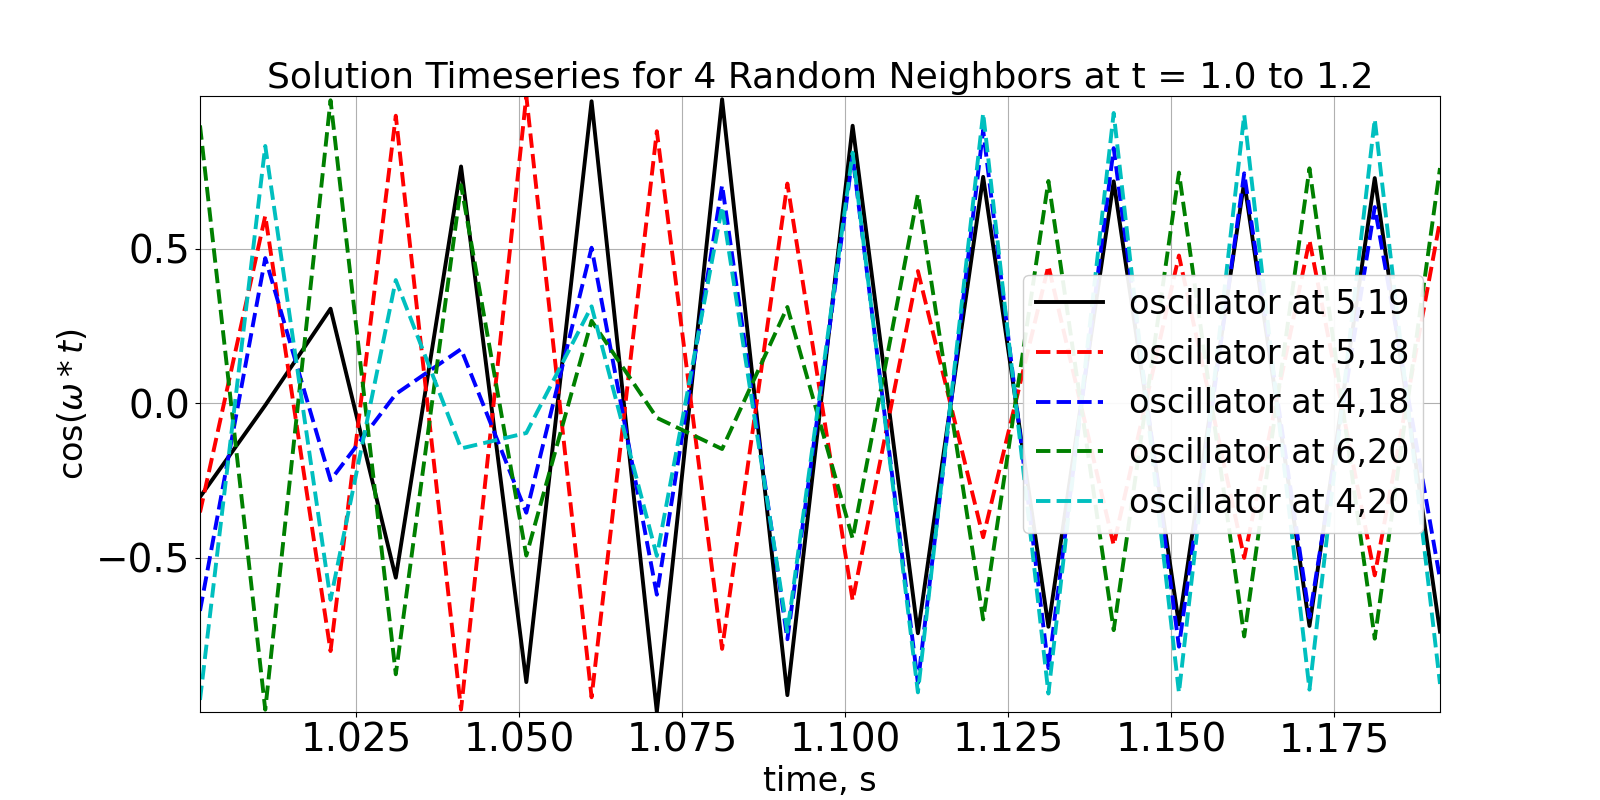 Solution Timeseries for 4 Random Neighbors at t = 1.0 to 1.2
cos(ω * t)
0.5
0.0
−0.5
oscillator at 5,19
oscillator at 5,18
oscillator at 4,18
oscillator at 6,20
oscillator at 4,20
1.025 1.050 1.075 1.100 1.125 1.150 1.175
time, s